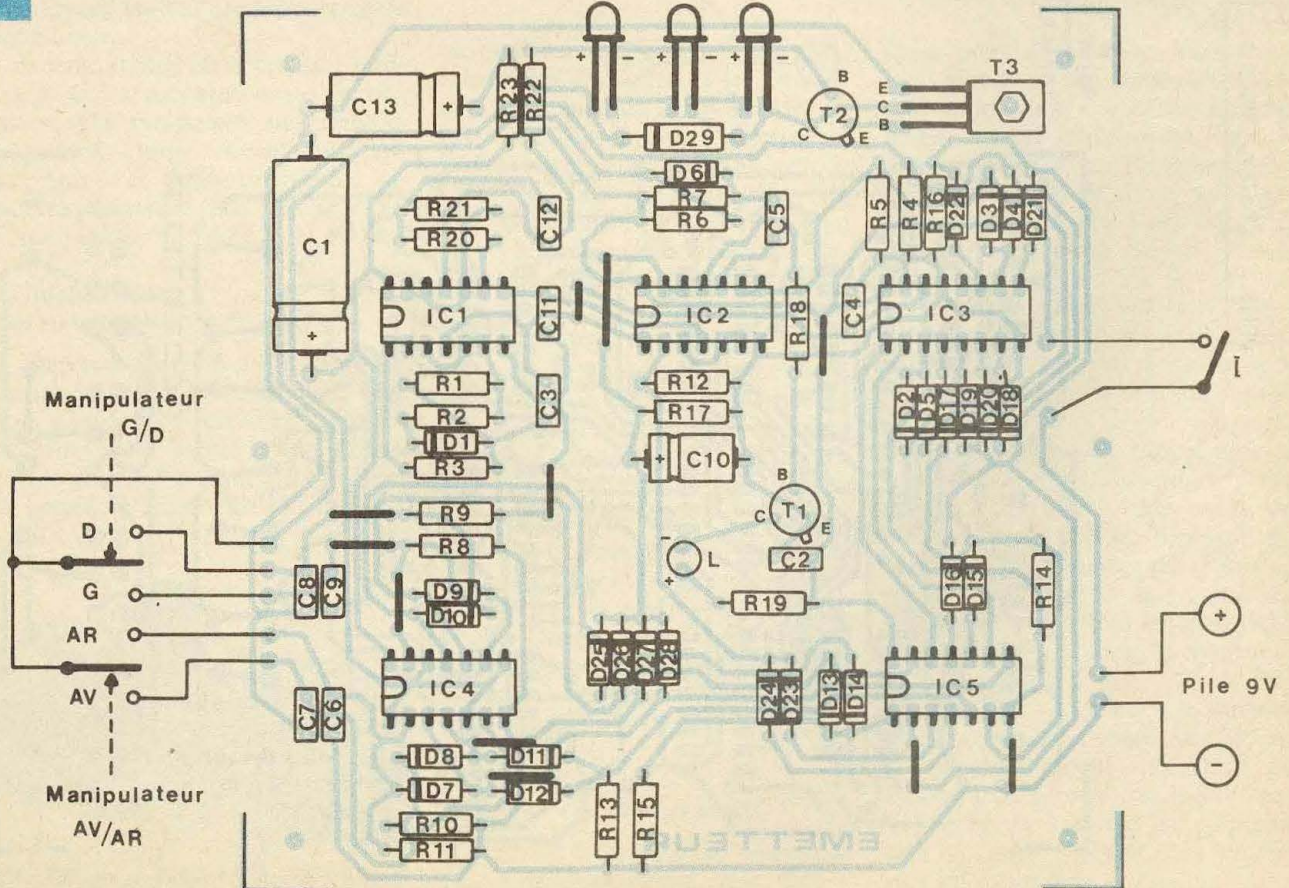 + - + - + -
T3
B
E
C13 + R23 R22 T2 C
B
C E
D29
D6
R7
R6
C5
R5 R4 R16 D22 D3 D4 D21
R21
R20
C12
C1
+
IC1 C11 IC2 R18 C4 IC3
I
R1
R2
D1
R3
C3
R12
R17
+ C10
D2 D5 D17 D19 D20 D18
Manipulateur
G/D
B
C T1 E
C2
R9
R8
- L
+
D
G
AR
AV
C8 C9
D9
D10
R19
D16 D15 R14
+
Pile 9V
-
D25 D26 D27 D28
IC4
C7 C6
D24 D23 D13 D14
IC5
D8 D11
D7 D12
R10
R11
R13 R15
Manipulateur
AV/AR
EMETTEUR